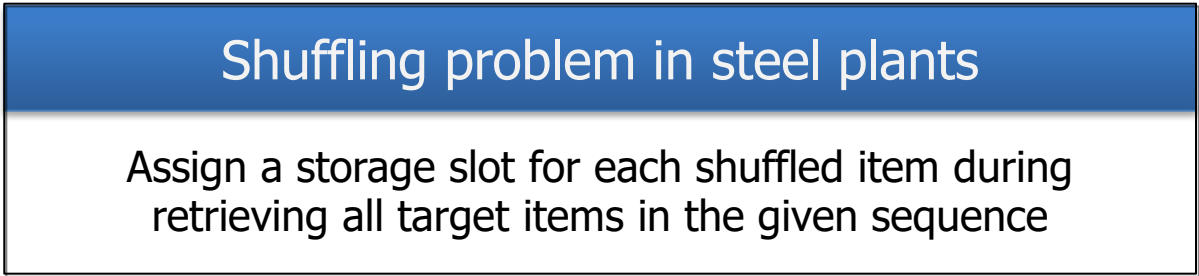 Shuffling problem in steel plants
Assign a storage slot for each shuffled item during
retrieving all target items in the given sequence